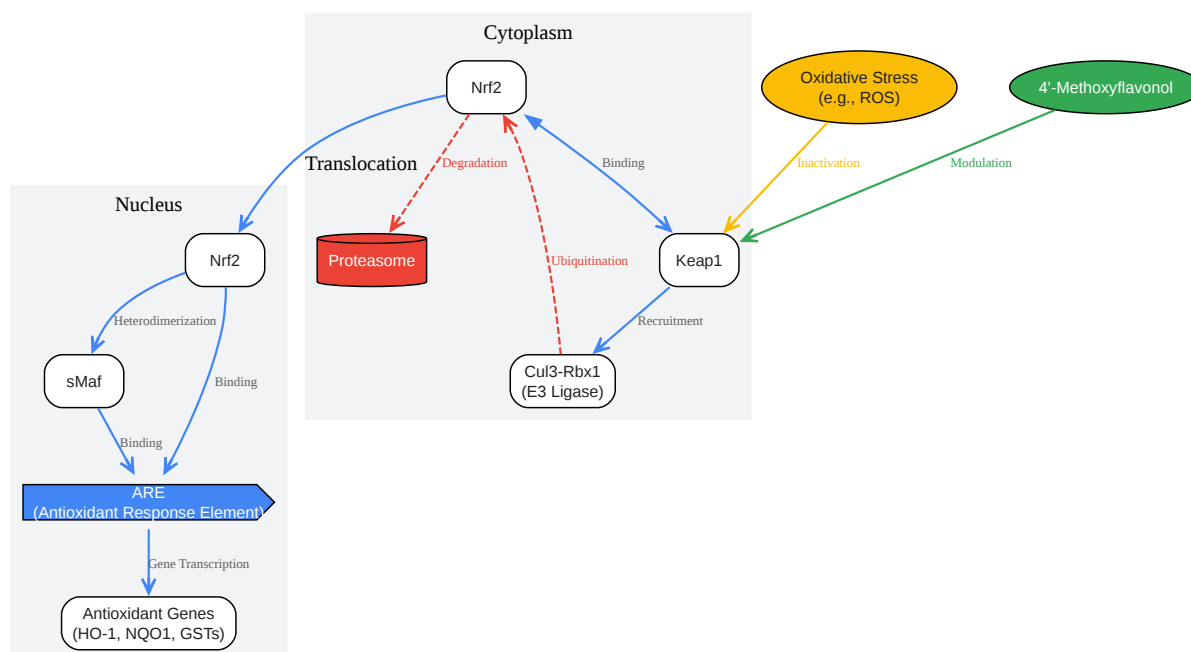 Cytoplasm
Nrf2
Oxidative Stress
(e.g., ROS)
4'-Methoxyflavonol
Translocation
Degradation
Binding
Inactivation
Modulation
Nucleus
Nrf2
Proteasome
Ubiquitination
Keap1
Heterodimerization
Recruitment
sMaf
Binding
Cul3-Rbx1
(E3 Ligase)
Binding
ARE
(Antioxidant Response Element)
Gene Transcription
Antioxidant Genes
(HO-1, NQO1, GSTs)